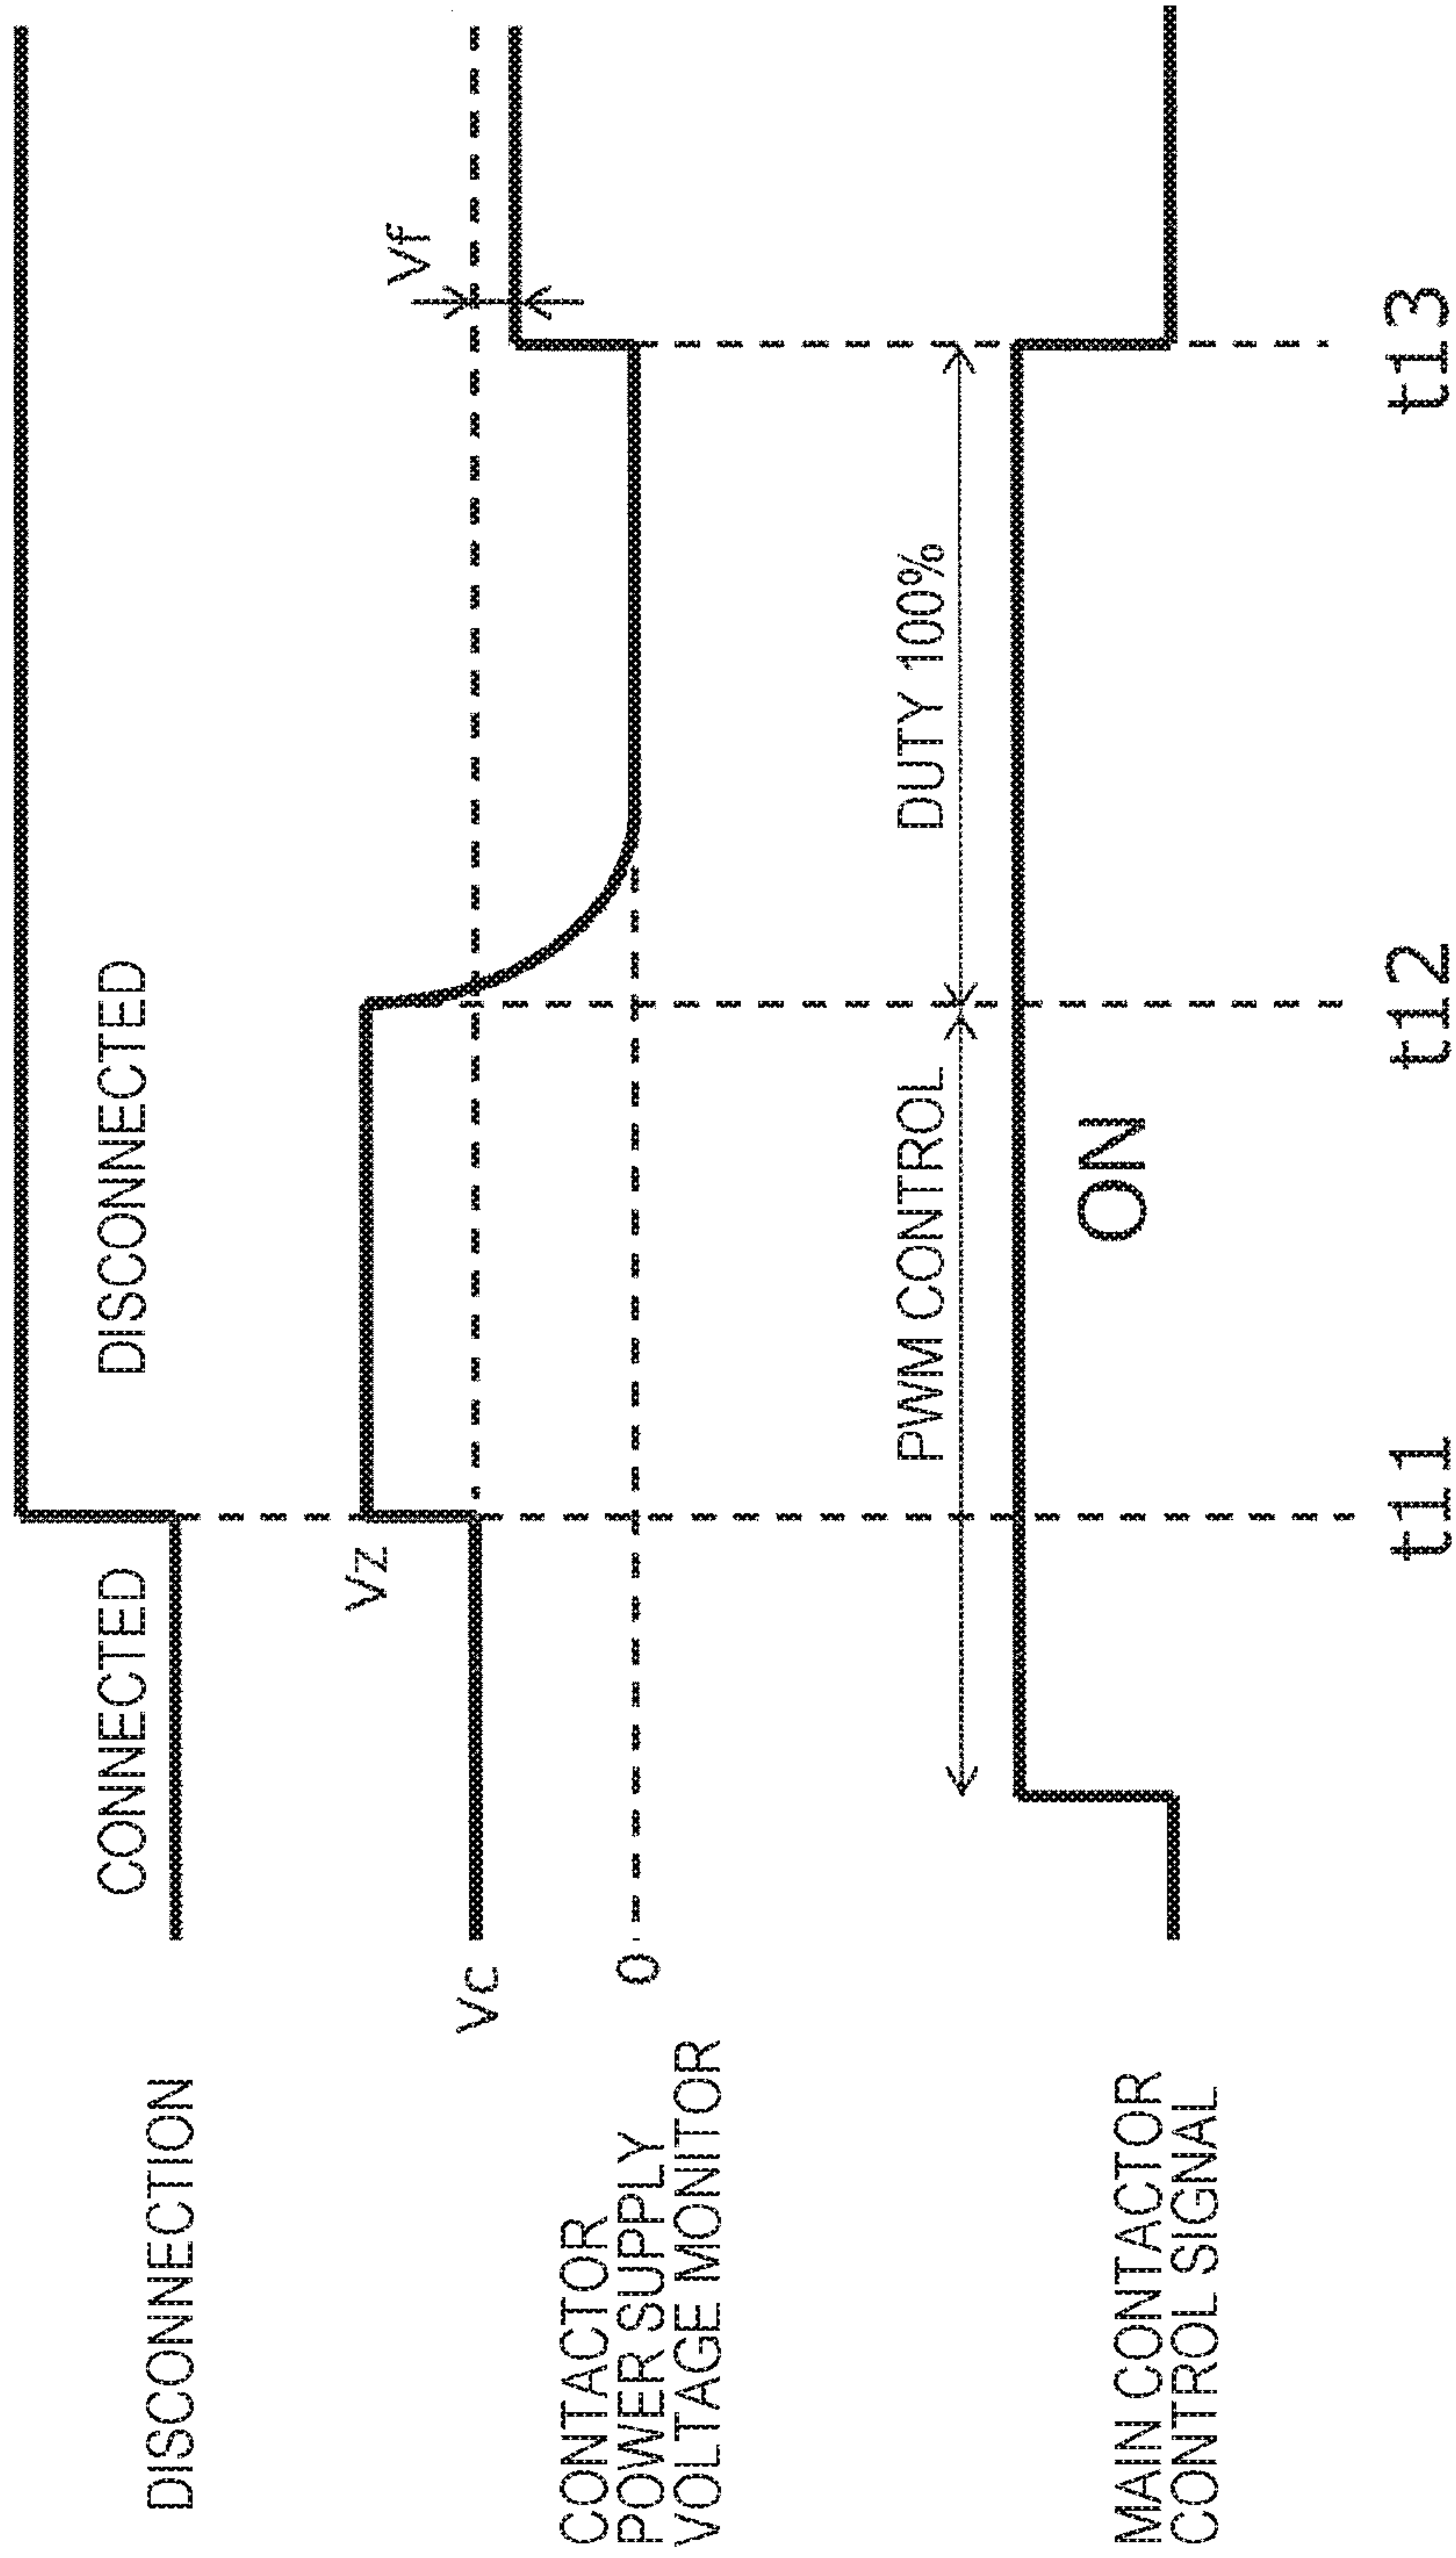 DISCONNECTION
CONNECTED
DISCONNECTED
CONTACTOR
POWER SUPPLY
VOLTAGE MONITOR
Vc
0
Vz
Vf
PWM CONTROL
DUTY 100%
MAIN CONTACTOR
CONTROL SIGNAL
ON
t11
t12
t13